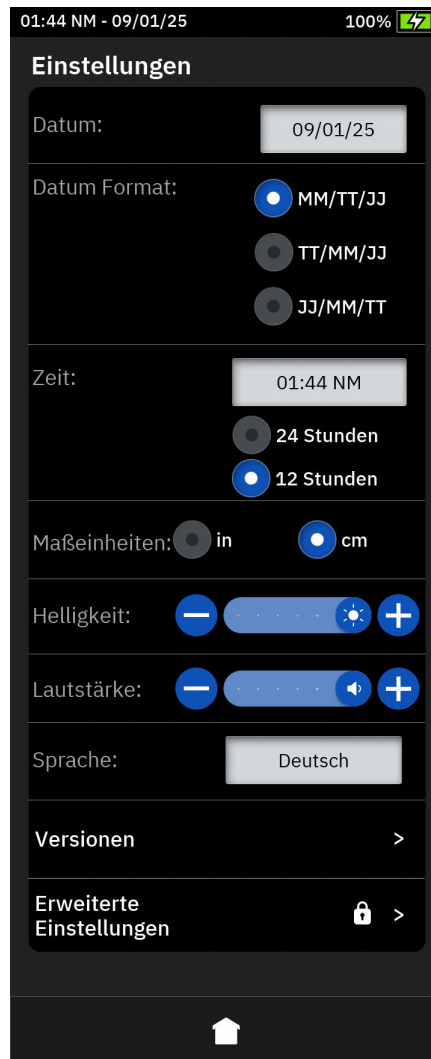 01:44 NM - 09/01/25 100%
Einstellungen
Datum: 09/01/25
Datum Format: MM/TT/JJ
TT/MM/JJ
JJ/MM/TT
Zeit: 01:44 NM
24 Stunden
12 Stunden
Maßeinheiten: in cm
Helligkeit:
Lautstärke:
Sprache: Deutsch
Versionen >
Erweiterte
Einstellungen >